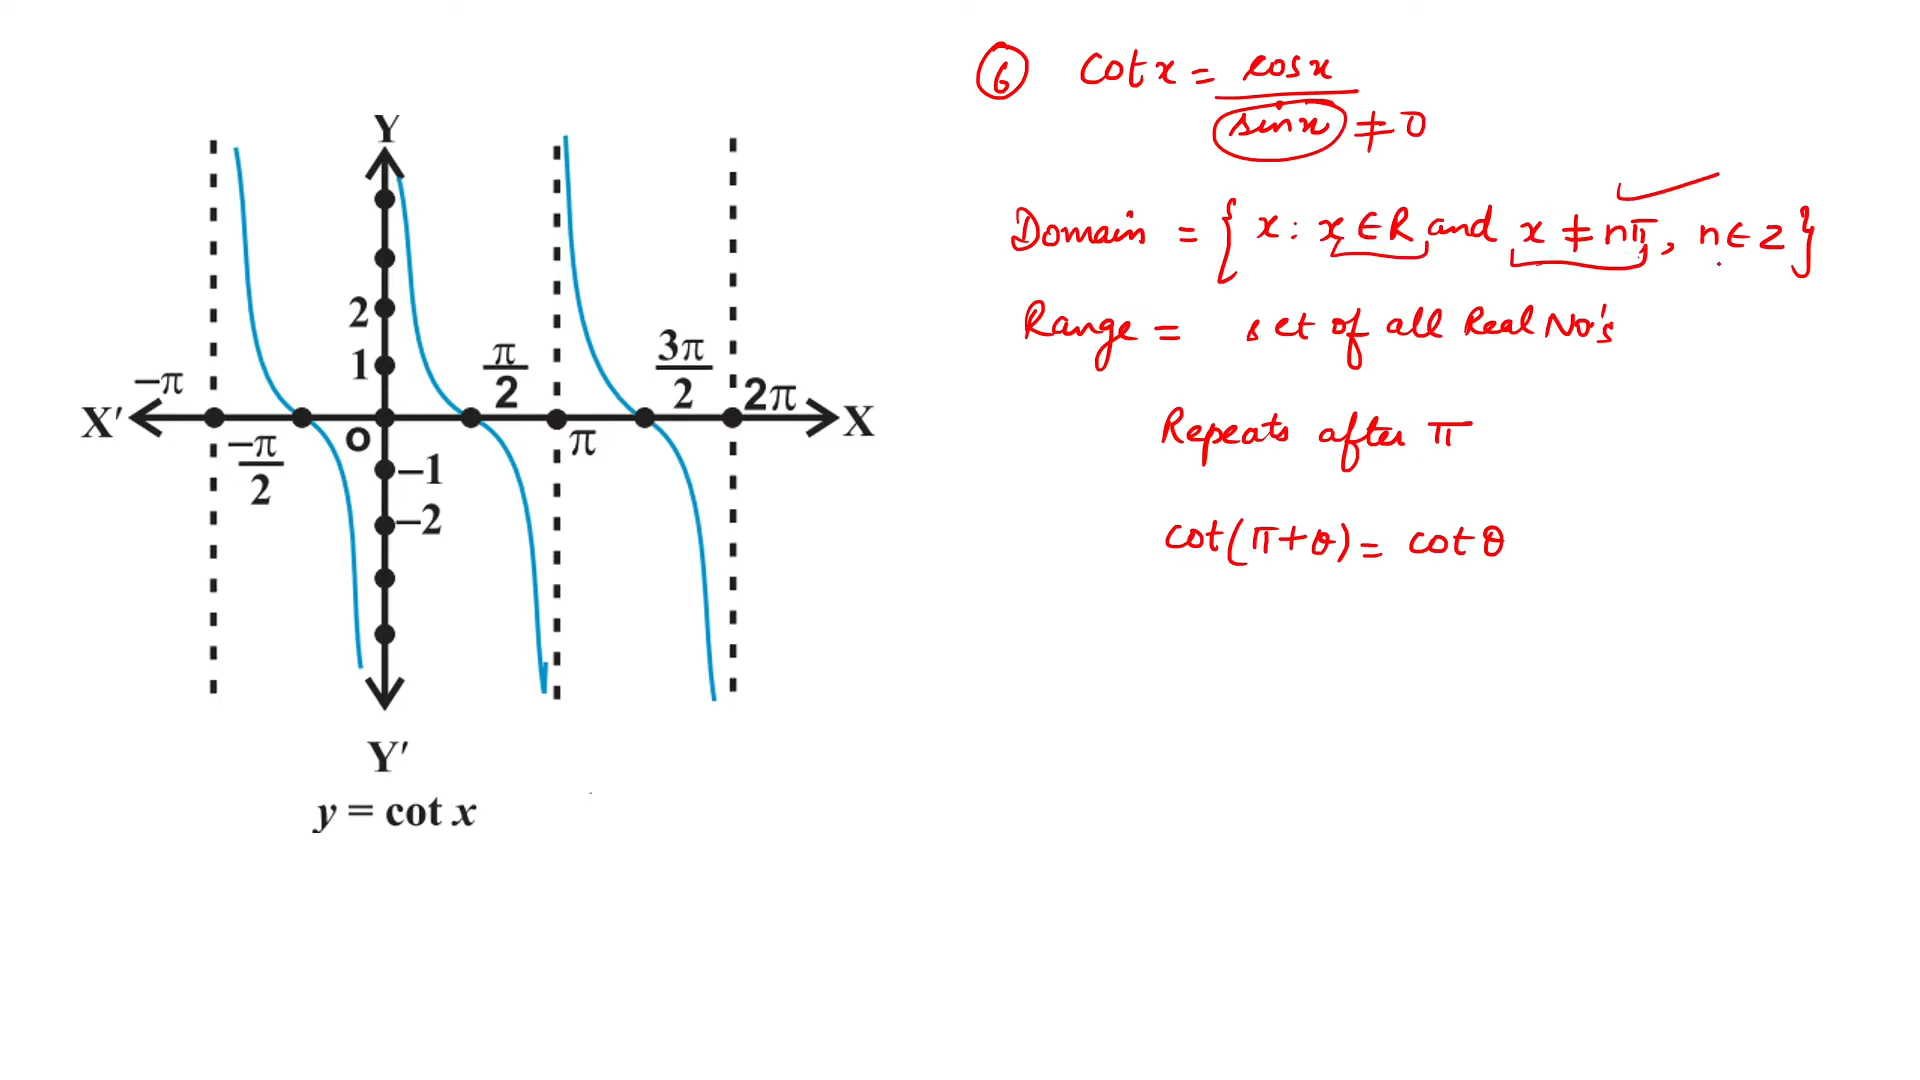 ⑥ cot x = cos x / sin x ≠ 0
Domain = { x : x ∈ R and x ≠ nπ, n ∈ Z }
Range = set of all Real No's
Repeats after π
cot(π+θ) = cot θ
Y
2
1
−π
−π/2
O
π/2
π
3π/2
2π
X′
X
−1
−2
Y′
y = cot x